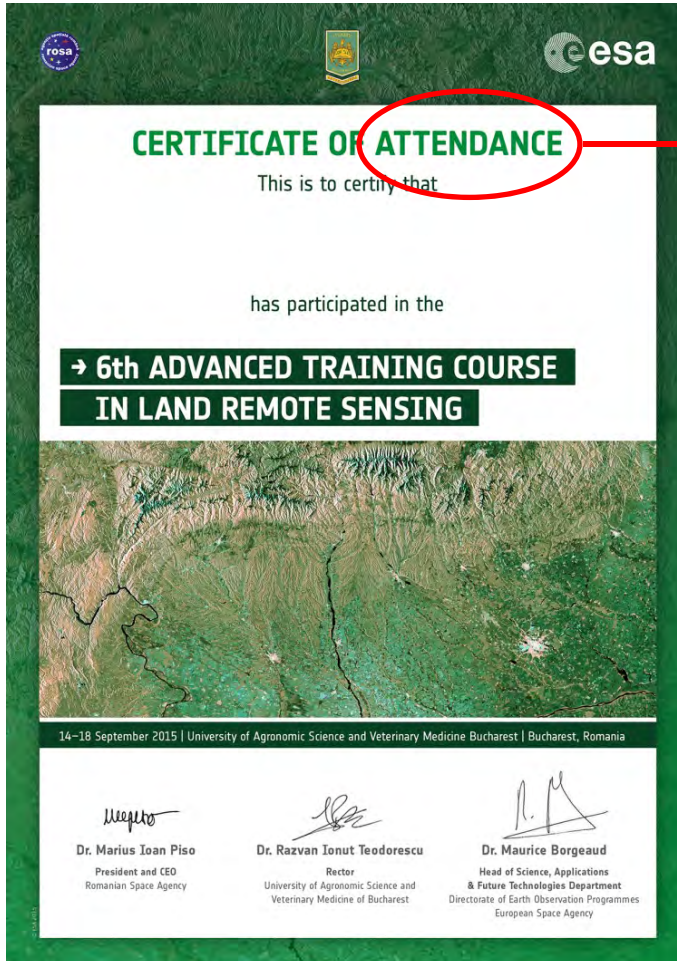 rosa
esa
CERTIFICATE OF ATTENDANCE
This is to certify that
has participated in the
→ 6th ADVANCED TRAINING COURSE
IN LAND REMOTE SENSING
14–18 September 2015 | University of Agronomic Science and Veterinary Medicine Bucharest | Bucharest, Romania
Dr. Marius Ioan Piso
President and CEO
Romanian Space Agency
Dr. Razvan Ionut Teodorescu
Rector
University of Agronomic Science and
Veterinary Medicine of Bucharest
Dr. Maurice Borgeaud
Head of Science, Applications
& Future Technologies Department
Directorate of Earth Observation Programmes
European Space Agency